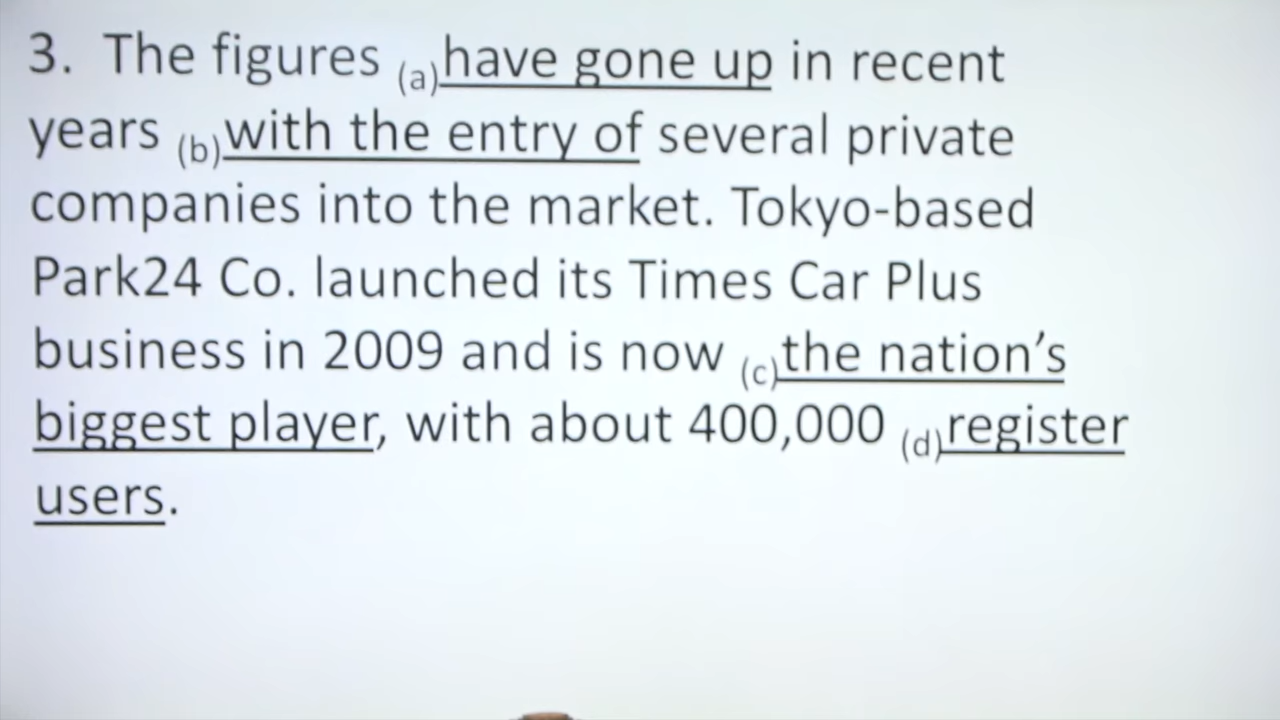 3. The figures (a)have gone up in recent
years (b)with the entry of several private
companies into the market. Tokyo-based
Park24 Co. launched its Times Car Plus
business in 2009 and is now (c)the nation’s
biggest player, with about 400,000 (d)register
users.